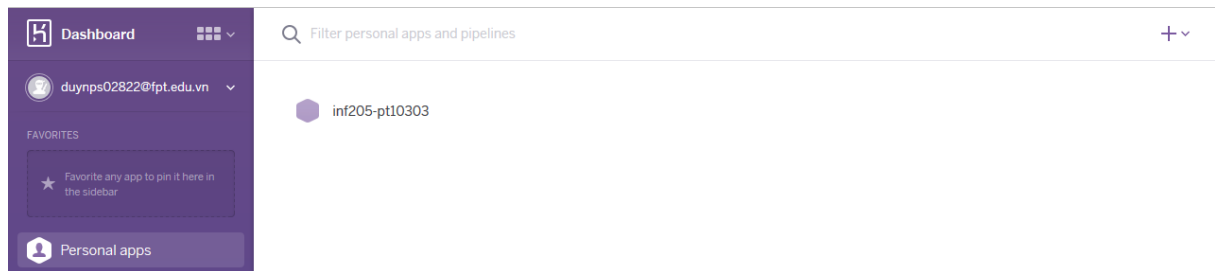 Dashboard
Filter personal apps and pipelines
duynps02822@fpt.edu.vn
inf205-pt10303
FAVORITES
Favorite any app to pin it here in
the sidebar
Personal apps